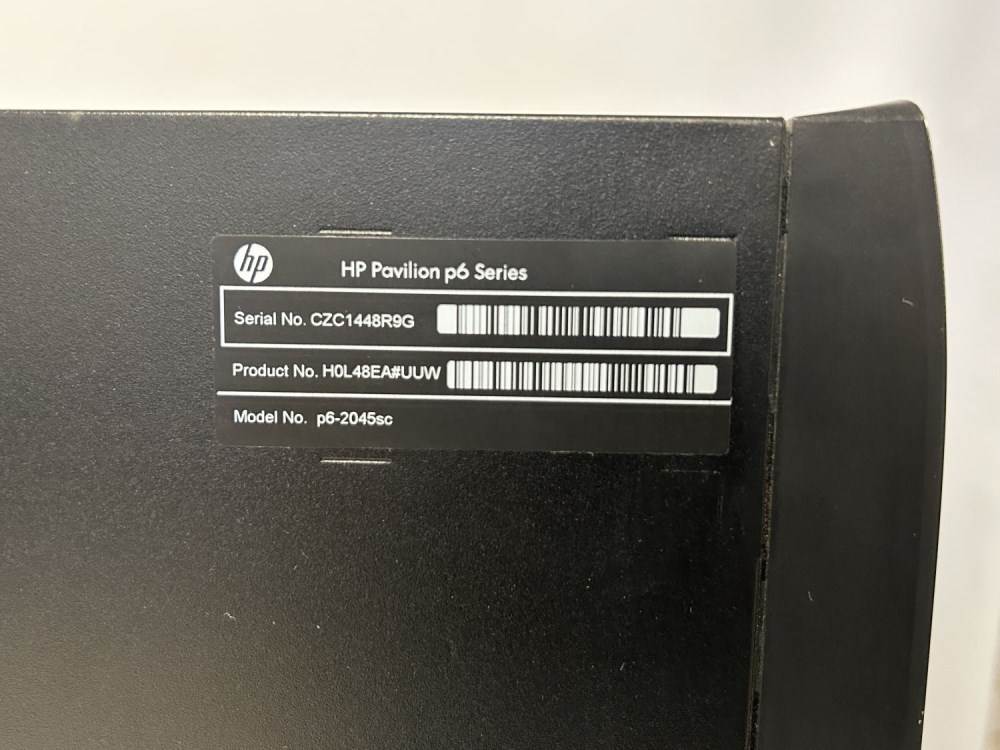 hp
HP Pavilion p6 Series
Serial No. CZC1448R9G
Product No. H0L48EA#UUW
Model No. p6-2045sc